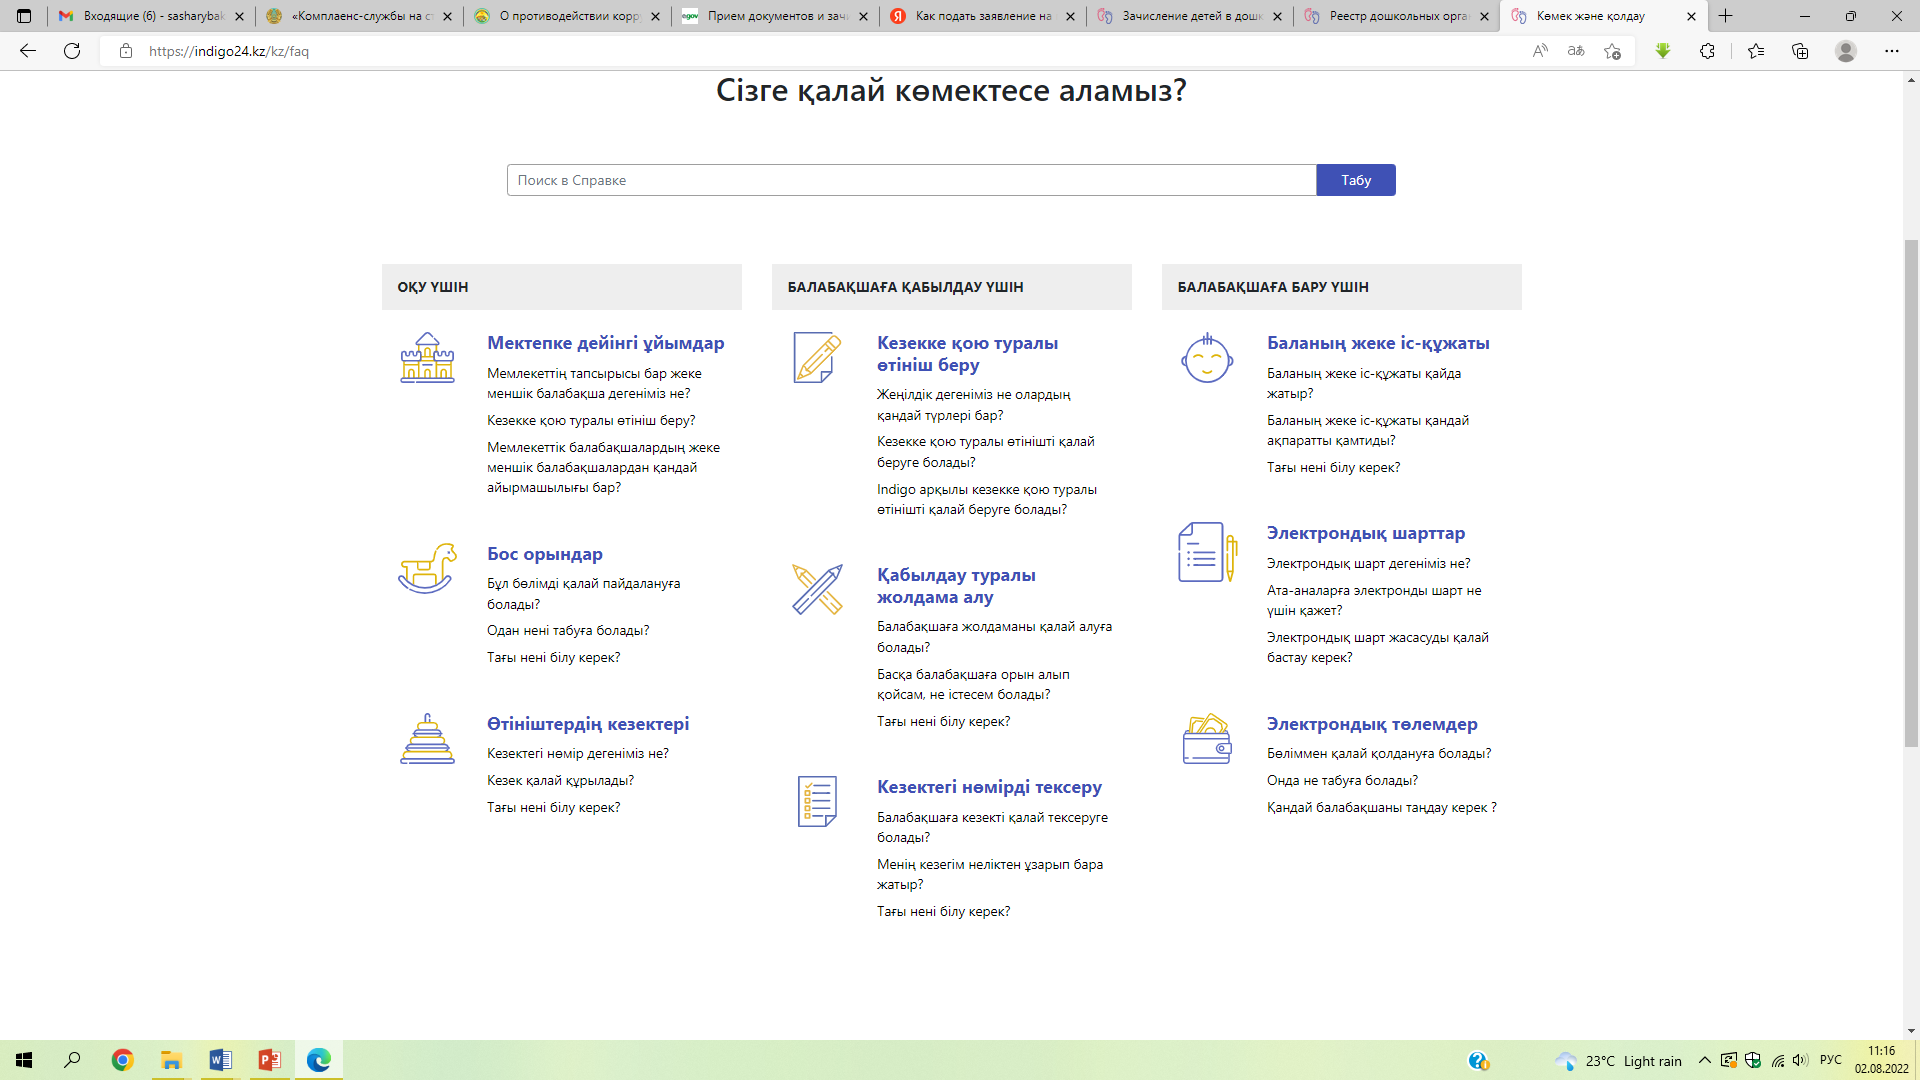 Входящие (6) - sasharybak
«Комплаенс-службы на ст
О противодействии корру
egov
Прием документов и зачи
Я
Как подать заявление на
Зачисление детей в дошк
Реестр дошкольных орга
Көмек және қолдау
https://indigo24.kz/kz/faq
Сізге қалай көмектесе аламыз?
Поиск в Справке
Табу
ОҚУ ҮШІН
Мектепке дейінгі ұйымдар
Мемлекеттің тапсырысы бар жеке
меншік балабақша дегеніміз не?
Кезекке қою туралы өтініш беру?
Мемлекеттік балабақшалардың жеке
меншік балабақшалардан қандай
айырмашылығы бар?
Бос орындар
Бұл бөлімді қалай пайдалануға
болады?
Одан нені табуға болады?
Тағы нені білу керек?
Өтініштердің кезектері
Кезектегі нөмір дегеніміз не?
Кезек қалай құрылады?
Тағы нені білу керек?
БАЛАБАҚШАҒА ҚАБЫЛДАУ ҮШІН
Кезекке қою туралы
өтініш беру
Жеңілдік дегеніміз не олардың
қандай түрлері бар?
Кезекке қою туралы өтінішті қалай
беруге болады?
Indigo арқылы кезекке қою туралы
өтінішті қалай беруге болады?
Қабылдау туралы
жолдама алу
Балабақшаға жолдаманы қалай алуға
болады?
Басқа балабақшаға орын алып
қойсам, не істесем болады?
Тағы нені білу керек?
Кезектегі нөмірді тексеру
Балабақшаға кезекті қалай тексеруге
болады?
Менің кезегім неліктен ұзарып бара
жатыр?
Тағы нені білу керек?
БАЛАБАҚШАҒА БАРУ ҮШІН
Баланың жеке іс-құжаты
Баланың жеке іс-құжаты қайда
жатыр?
Баланың жеке іс-құжаты қандай
ақпаратты қамтиды?
Тағы нені білу керек?
Электрондық шарттар
Электрондық шарт дегеніміз не?
Ата-аналарға электронды шарт не
үшін қажет?
Электрондық шарт жасасуды қалай
бастау керек?
Электрондық төлемдер
Бөліммен қалай қолдануға болады?
Онда не табуға болады?
Қандай балабақшаны таңдау керек ?
23°C Light rain
РУС
11:16
02.08.2022